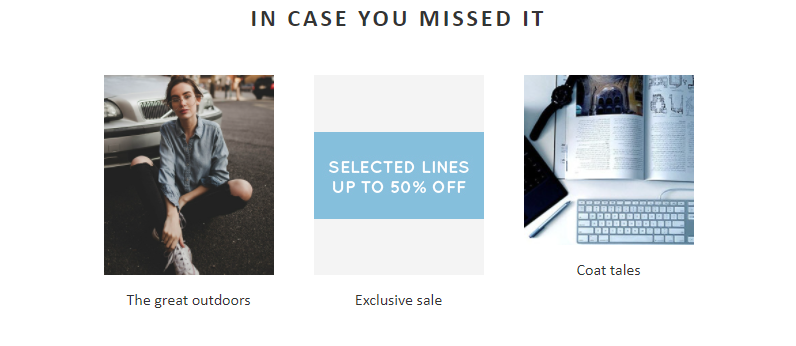 IN CASE YOU MISSED IT
SELECTED LINES
UP TO 50% OFF
The great outdoors
Exclusive sale
Coat tales